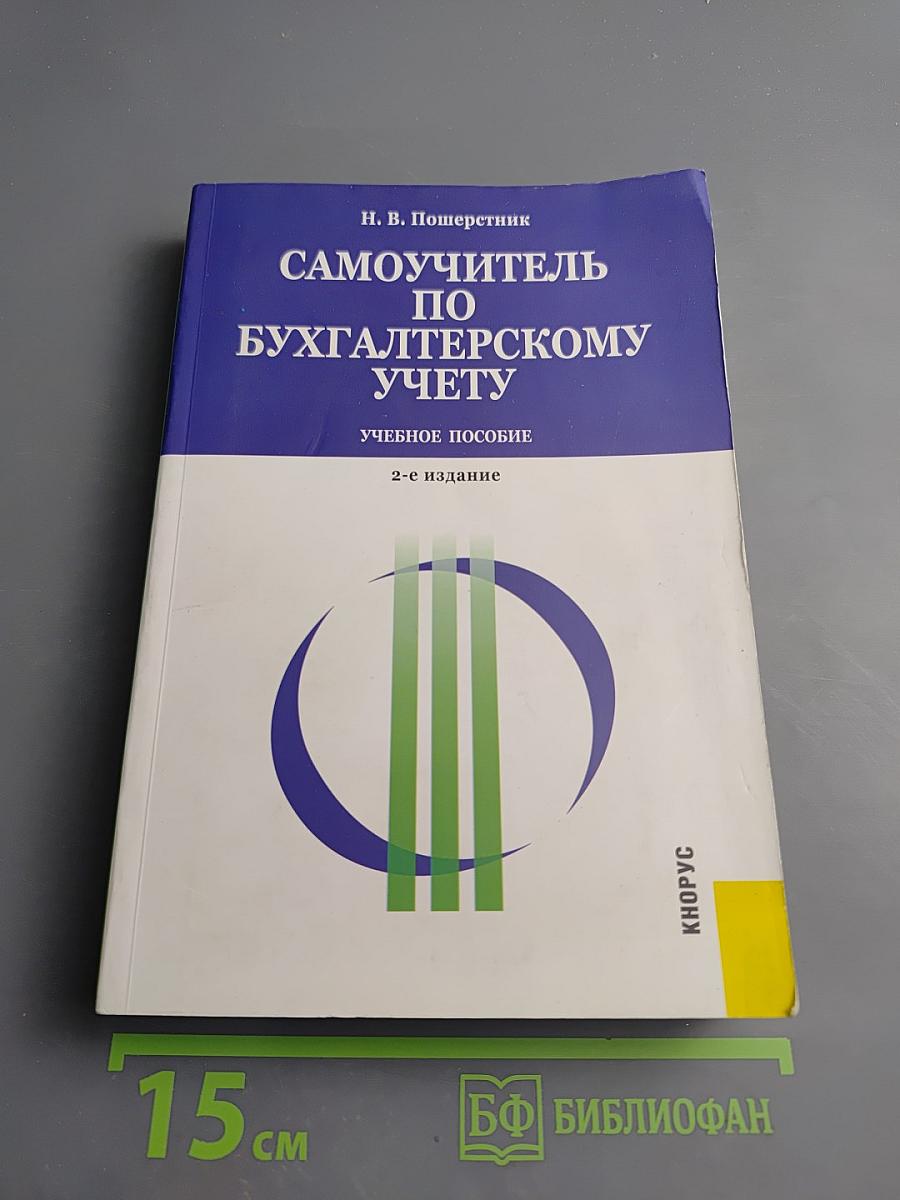 Н. В. Пошерстник
САМОУЧИТЕЛЬ
ПО
БУХГАЛТЕРСКОМУ
УЧЕТУ
УЧЕБНОЕ ПОСОБИЕ
2-е издание
КНОРУС
15 см
БФ БИБЛИОФАН